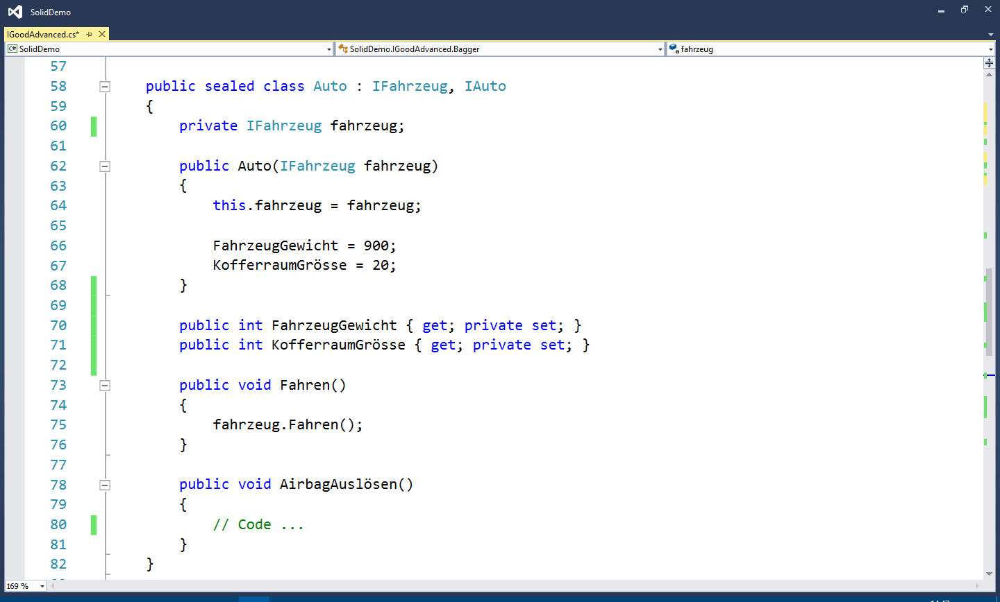 SolidDemo
IGoodAdvanced.cs*
C# SolidDemo SolidDemo.IGoodAdvanced.Bagger fahrzeug
57
58 public sealed class Auto : IFahrzeug, IAuto
59 {
60 private IFahrzeug fahrzeug;
61
62 public Auto(IFahrzeug fahrzeug)
63 {
64 this.fahrzeug = fahrzeug;
65
66 FahrzeugGewicht = 900;
67 KofferraumGrösse = 20;
68 }
69
70 public int FahrzeugGewicht { get; private set; }
71 public int KofferraumGrösse { get; private set; }
72
73 public void Fahren()
74 {
75 fahrzeug.Fahren();
76 }
77
78 public void AirbagAuslösen()
79 {
80 // Code ...
81 }
82 }
169 %